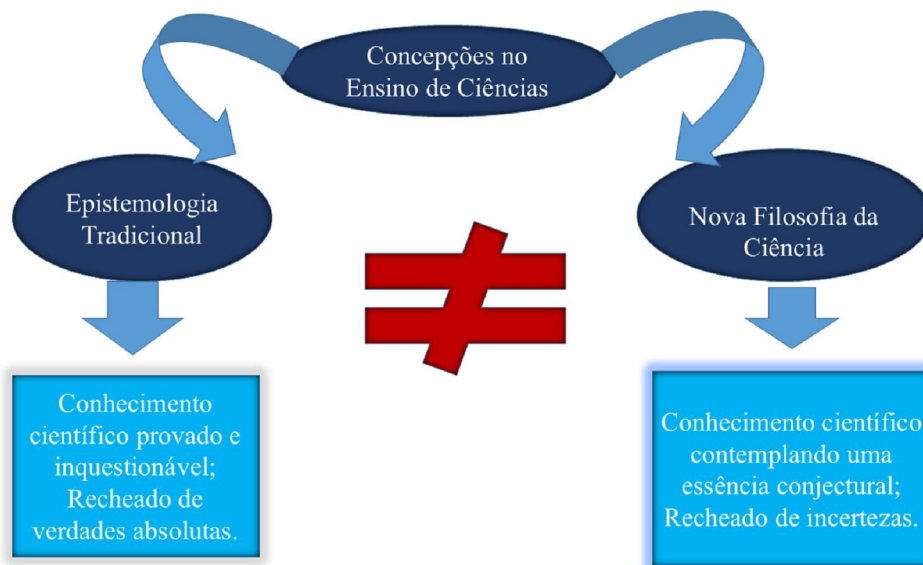 Concepções no
Ensino de Ciências
Epistemologia
Tradicional
Nova Filosofia da
Ciência
Conhecimento
científico provado e
inquestionável;
Recheado de
verdades absolutas.
Conhecimento científico
contemplando uma
essência conjectural;
Recheado de incertezas.